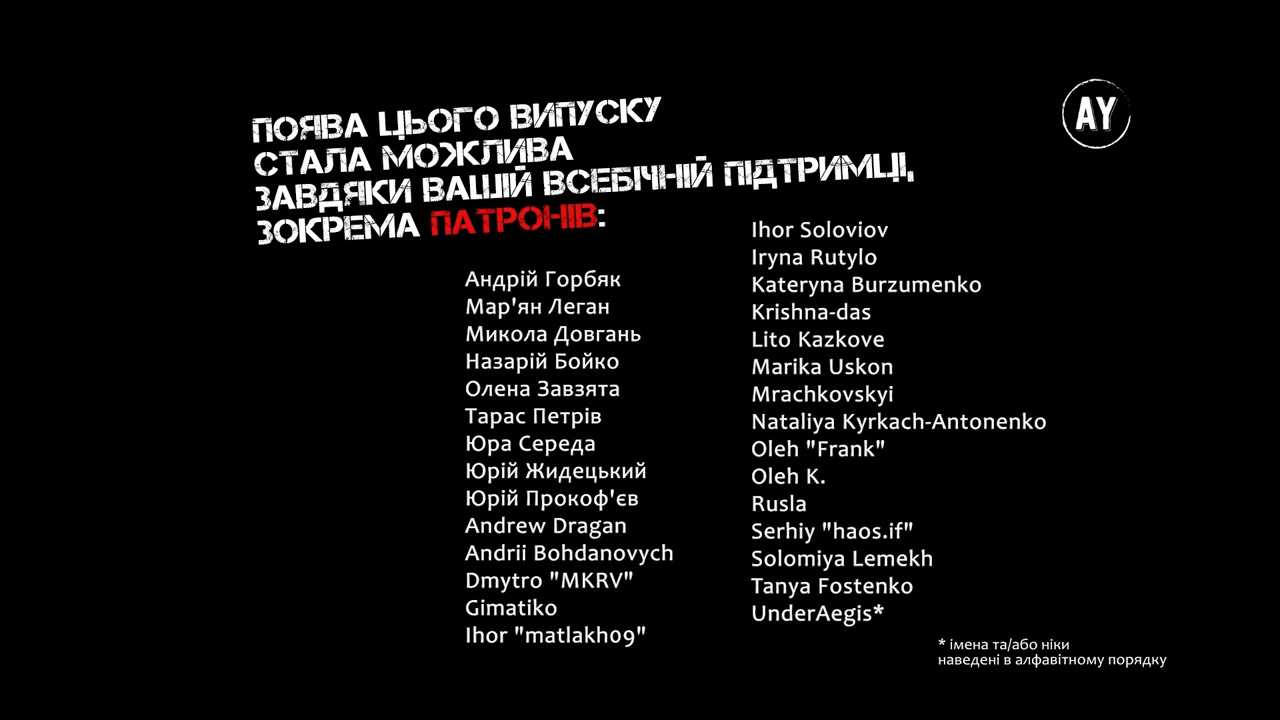 ПОЯВА ЦЬОГО ВИПУСКУ
СТАЛА МОЖЛИВА
ЗАВДЯКИ ВАШІЙ ВСЕБІЧНІЙ ПІДТРИМЦІ,
ЗОКРЕМА ПАТРОНІВ:
АУ
Андрій Горбяк
Мар'ян Леган
Микола Довгань
Назарій Бойко
Олена Завзята
Тарас Петрів
Юра Середа
Юрій Жидецький
Юрій Прокоф'єв
Andrew Dragan
Andrii Bohdanovych
Dmytro "MKRV"
Gimatiko
Ihor "matlakh09"
Ihor Soloviov
Iryna Rutylo
Kateryna Burzumenko
Krishna-das
Lito Kazkove
Marika Uskon
Mrachkovskyi
Nataliya Kyrkach-Antonenko
Oleh "Frank"
Oleh K.
Rusla
Serhiy "haos.if"
Solomiya Lemekh
Tanya Fostenko
UnderAegis*
* імена та/або ніки
наведені в алфавітному порядку